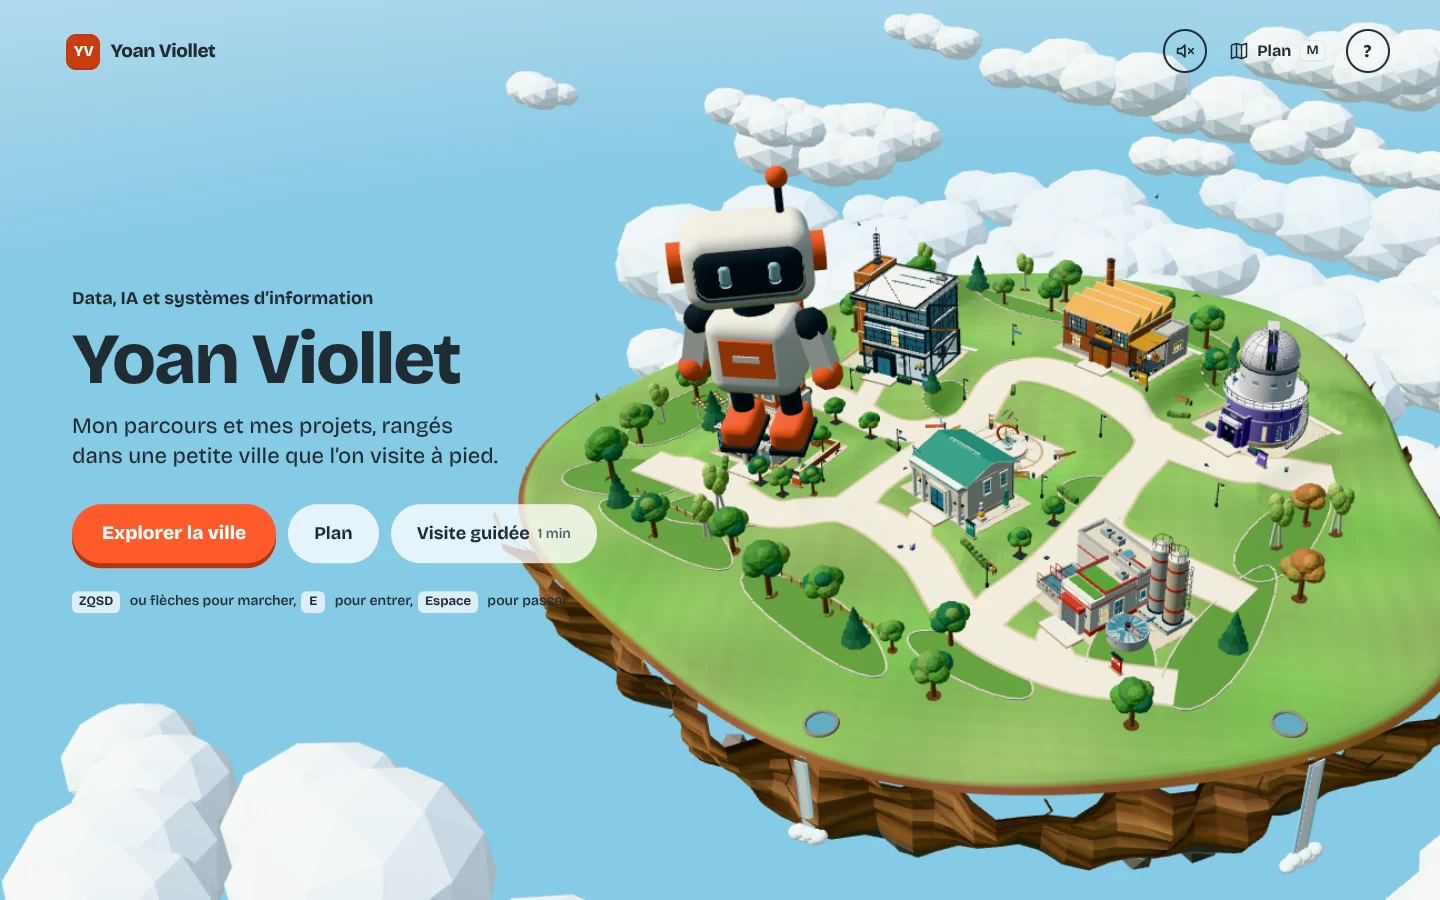 YV Yoan Viollet
Plan M ?
Data, IA et systèmes d'information
Yoan Viollet
Mon parcours et mes projets, rangés
dans une petite ville que l'on visite à pied.
Explorer la ville Plan Visite guidée 1 min
ZQSD ou flèches pour marcher, E pour entrer, Espace pour passer